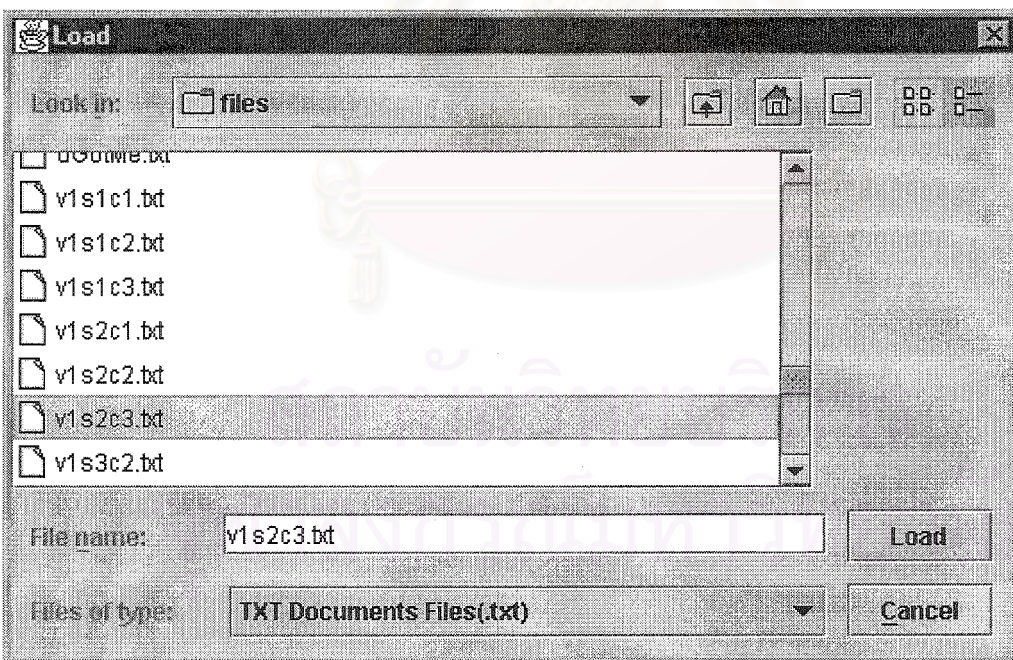 Load
Look in: files
v1s1c1.txt
v1s1c2.txt
v1s1c3.txt
v1s2c1.txt
v1s2c2.txt
v1s2c3.txt
v1s3c2.txt
File name: v1s2c3.txt Load
Files of type: TXT Documents Files(.txt) Cancel